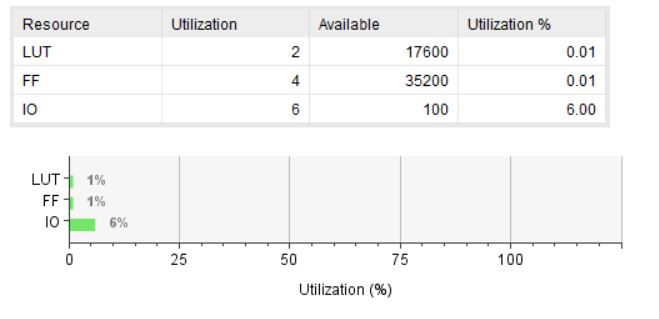 Resource Utilization Available Utilization %
LUT 2 17600 0.01
FF 4 35200 0.01
IO 6 100 6.00
LUT 1%
FF 1%
IO 6%
0 25 50 75 100
Utilization (%)